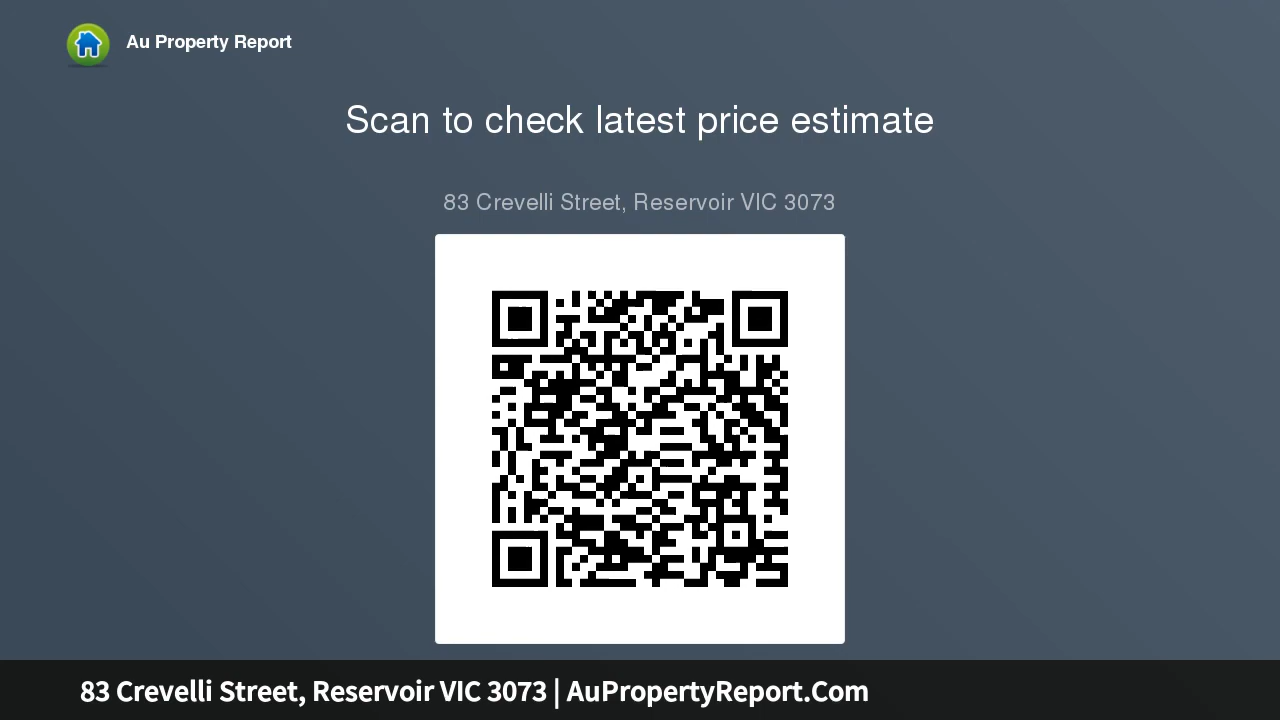 Au Property Report
Scan to check latest price estimate
83 Crevelli Street, Reservoir VIC 3073
83 Crevelli Street, Reservoir VIC 3073 | AuPropertyReport.Com